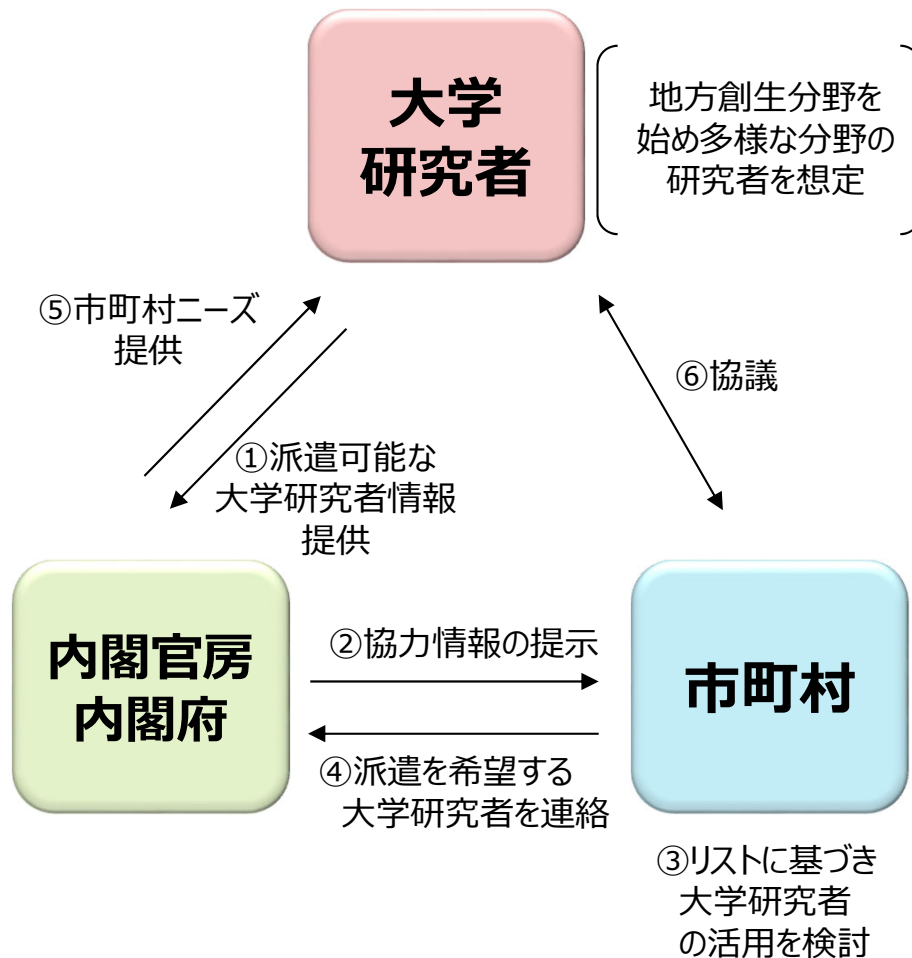 大学
研究者
地方創生分野を
始め多様な分野の
研究者を想定
⑤市町村ニーズ
提供
⑥協議
①派遣可能な
大学研究者情報
提供
内閣官房
内閣府
②協力情報の提示
市町村
④派遣を希望する
大学研究者を連絡
③リストに基づき
大学研究者
の活用を検討